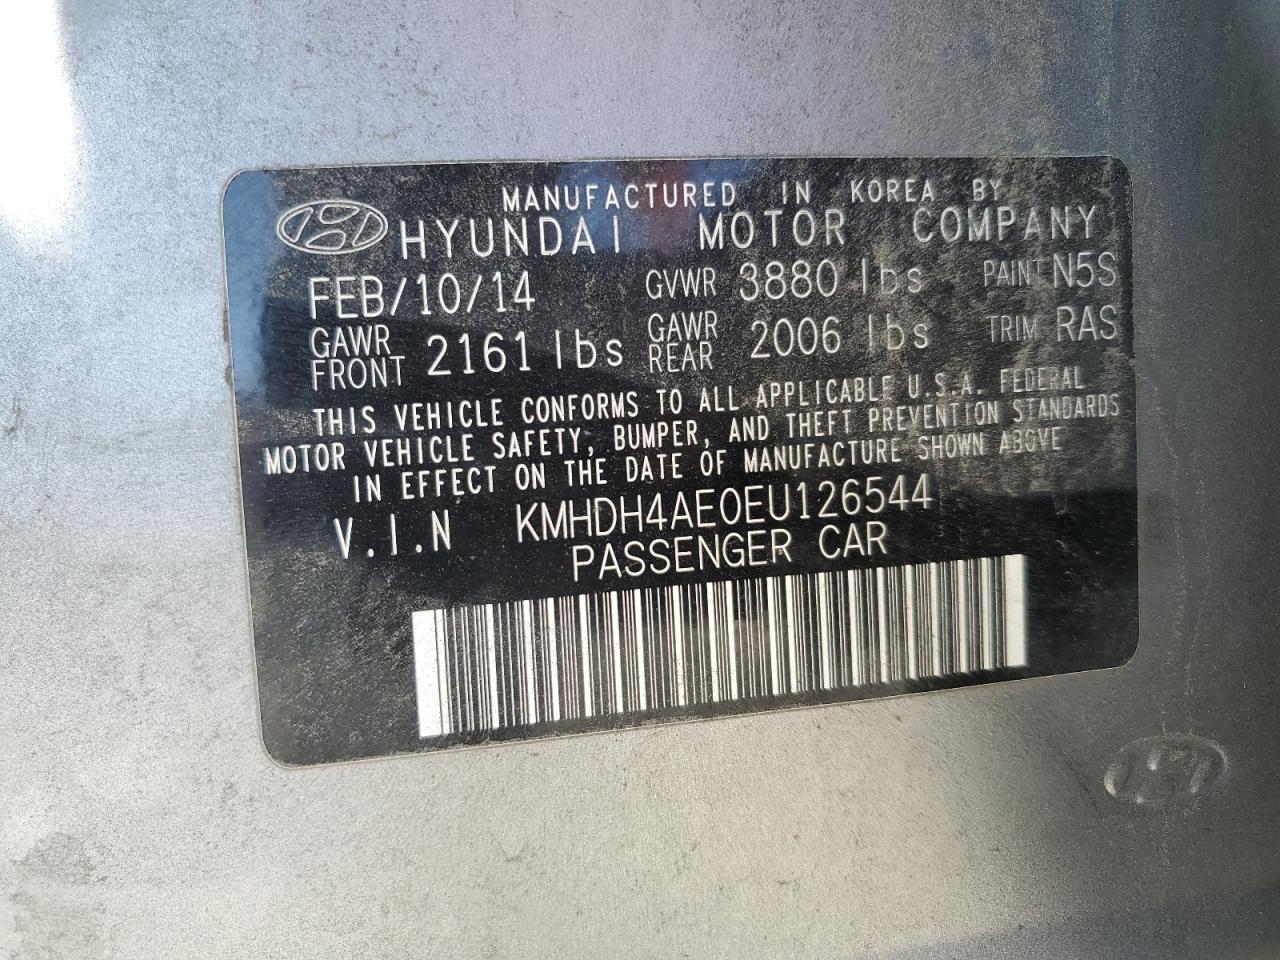 MANUFACTURED IN KOREA BY
HYUNDAI MOTOR COMPANY
FEB/10/14 GVWR 3880 lbs PAINT N5S
GAWR FRONT 2161 lbs GAWR REAR 2006 lbs TRIM RAS
THIS VEHICLE CONFORMS TO ALL APPLICABLE U.S.A. FEDERAL
MOTOR VEHICLE SAFETY, BUMPER, AND THEFT PREVENTION STANDARDS
IN EFFECT ON THE DATE OF MANUFACTURE SHOWN ABOVE
V.I.N KMHDH4AE0EU126544
PASSENGER CAR